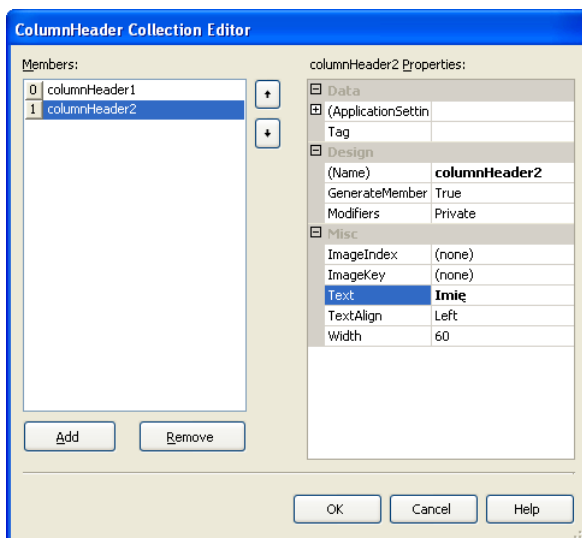 ColumnHeader Collection Editor
Members:
0 columnHeader1
1 columnHeader2
Add
Remove
columnHeader2 Properties:
Data
(ApplicationSettin
Tag
Design
(Name) columnHeader2
GenerateMember True
Modifiers Private
Misc
ImageIndex (none)
ImageKey (none)
Text Imię
TextAlign Left
Width 60
OK
Cancel
Help